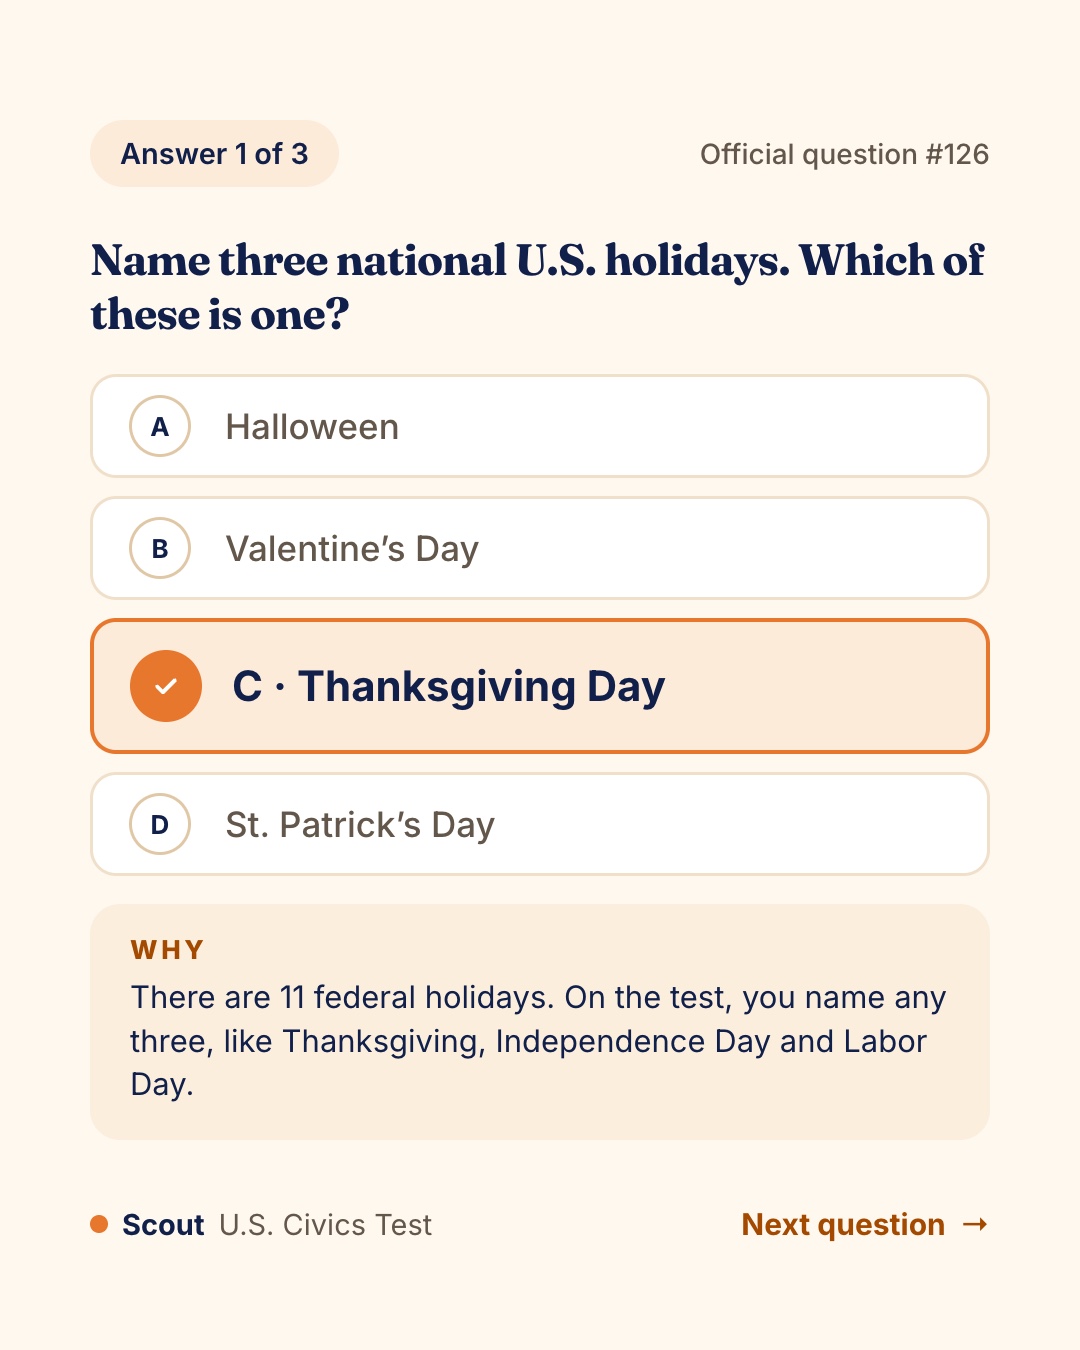 Answer 1 of 3
Official question #126
Name three national U.S. holidays. Which of
these is one?
A Halloween
B Valentine’s Day
C · Thanksgiving Day
D St. Patrick’s Day
WHY
There are 11 federal holidays. On the test, you name any
three, like Thanksgiving, Independence Day and Labor
Day.
Scout U.S. Civics Test
Next question →